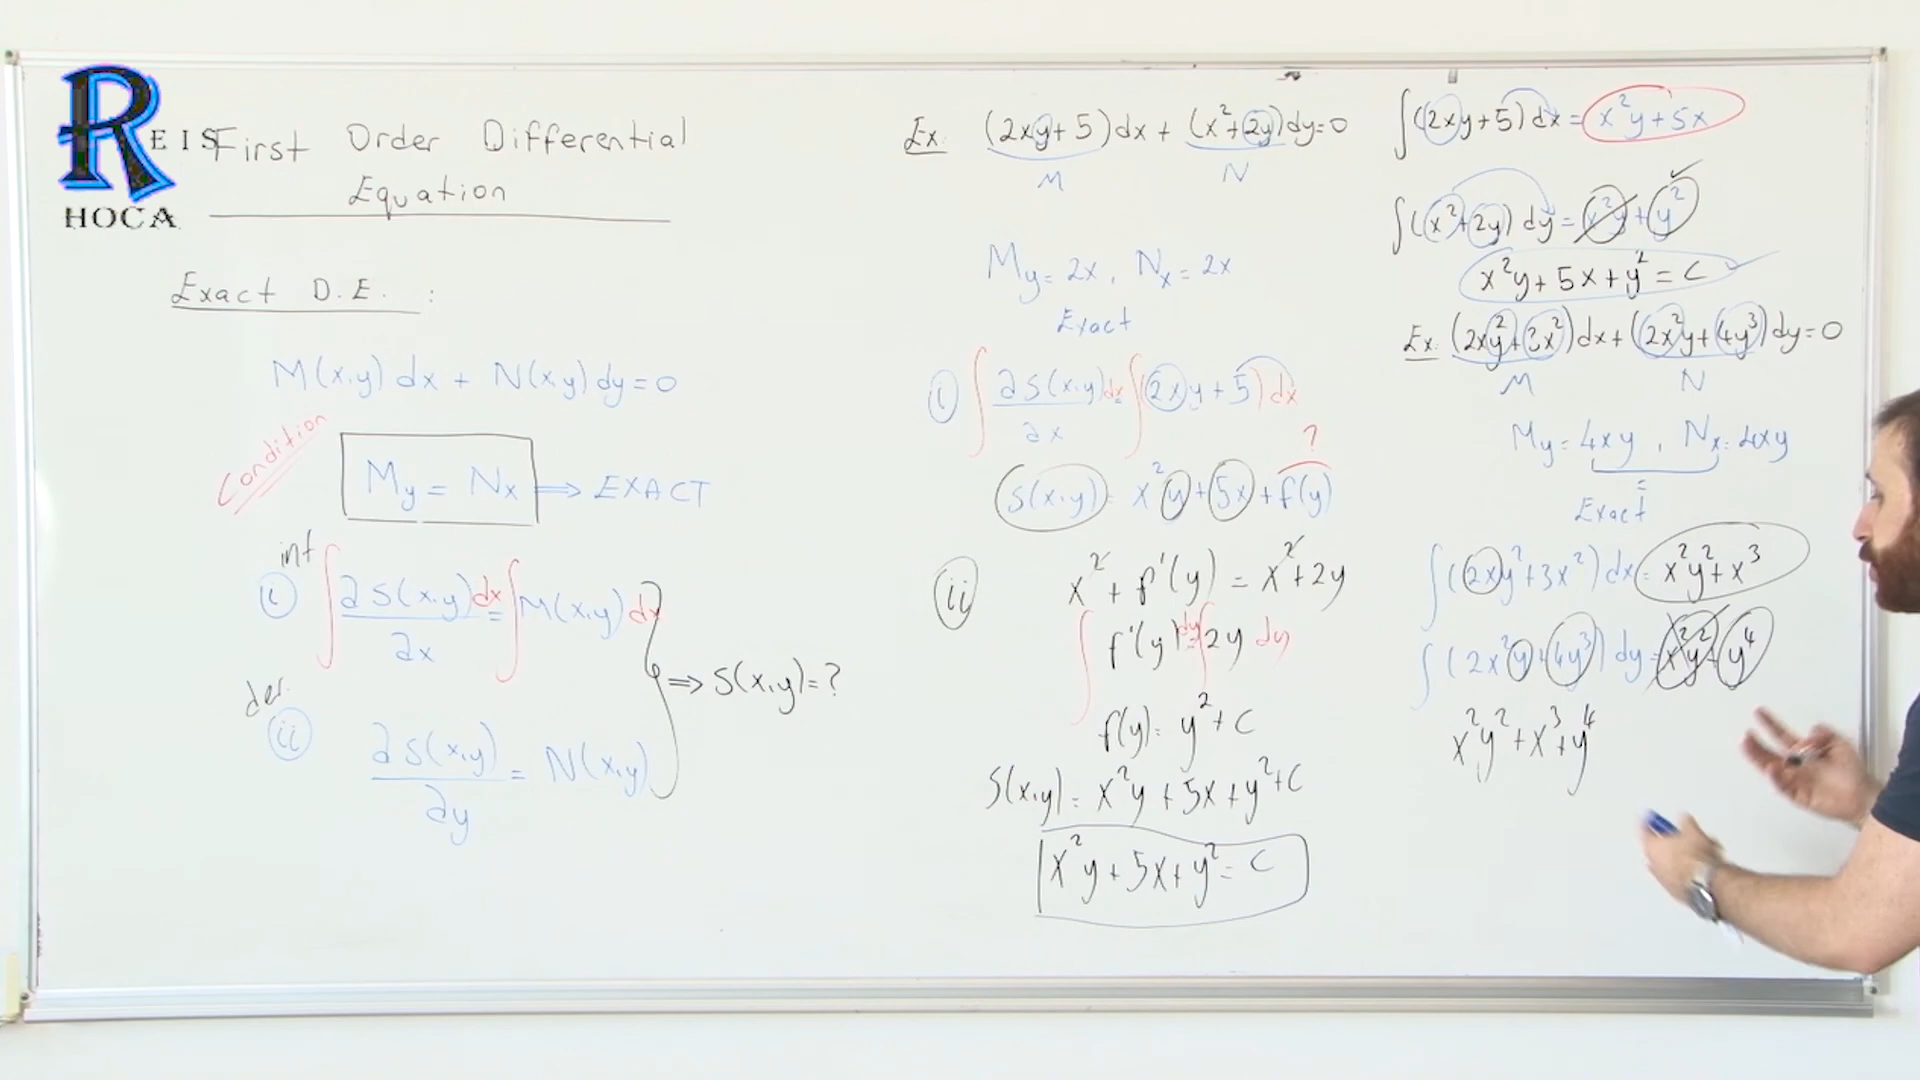 R
EIS
HOCA
First Order Differential
Equation
Exact D.E. :
M(x,y) dx + N(x,y) dy = 0
Condition
My = Nx ⟹ EXACT
int
i ∫ ∂S(x,y)/∂x dx = ∫ M(x,y) dx
⟹ S(x,y) = ?
der.
ii ∂S(x,y)/∂y = N(x,y)
Ex: (2xy + 5) dx + (x² + 2y) dy = 0
M N
My = 2x , Nx = 2x
Exact
i ∫ ∂S(x,y)/∂x dx = ∫ (2xy + 5) dx
?
S(x,y) = x²y + 5x + f(y)
ii x² + f'(y) = x² + 2y
∫ f'(y) dy = ∫ 2y dy
f(y) = y² + C
S(x,y) = x²y + 5x + y² + C
x²y + 5x + y² = C
∫ (2xy + 5) dx = x²y + 5x
∫ (x² + 2y) dy = x²y + y² ✓
x²y + 5x + y² = C
Ex: (2xy² + 3x²) dx + (2x²y + 4y³) dy = 0
M N
My = 4xy , Nx = 4xy
=
Exact
∫ (2xy² + 3x²) dx = x²y² + x³
∫ (2x²y + 4y³) dy = x²y² + y⁴
x²y² + x³ + y⁴